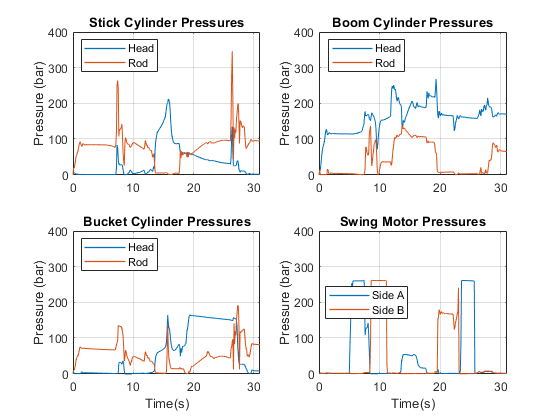 Stick Cylinder Pressures
Pressure (bar)
400
300
200
100
0
0 10 20 30
Head
Rod
Boom Cylinder Pressures
Pressure (bar)
400
300
200
100
0
0 10 20 30
Head
Rod
Bucket Cylinder Pressures
Pressure (bar)
400
300
200
100
0
0 10 20 30
Time(s)
Head
Rod
Swing Motor Pressures
Pressure (bar)
400
300
200
100
0
0 10 20 30
Time(s)
Side A
Side B